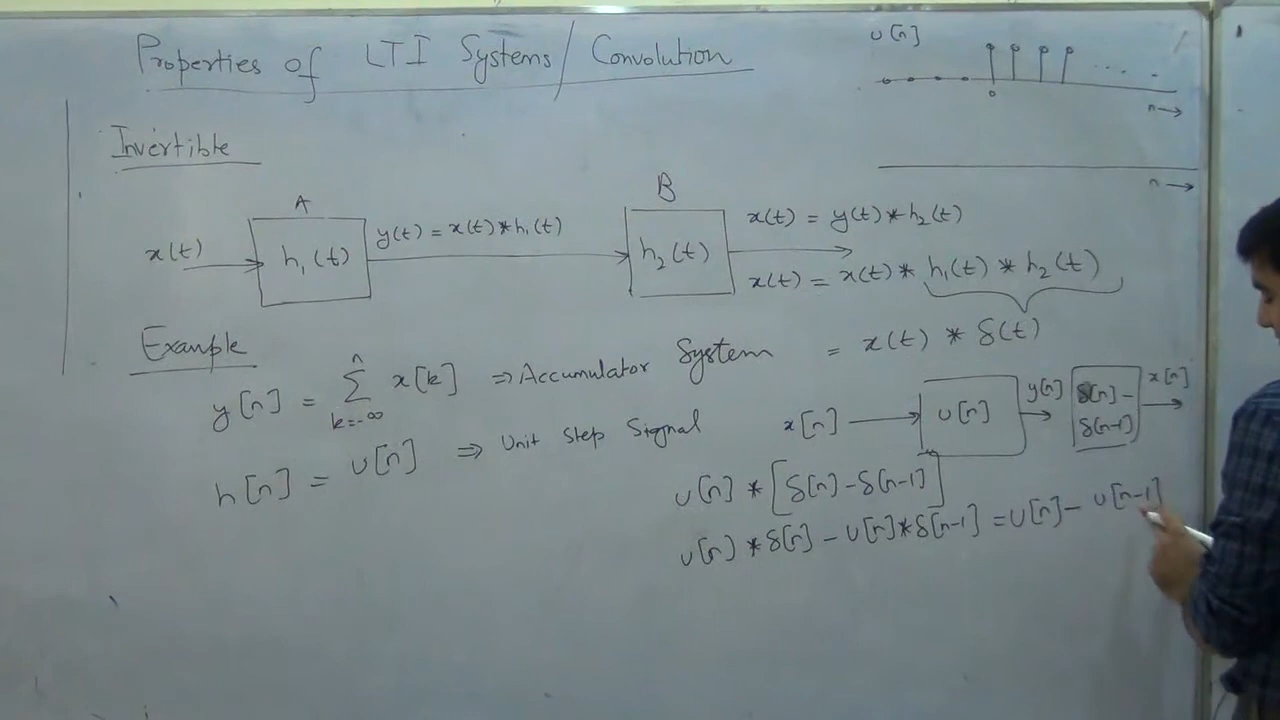 Properties of LTI Systems / Convolution
u[n]
0
n→
n→
Invertible
A
B
x(t)
h₁(t)
y(t) = x(t)*h₁(t)
h₂(t)
x(t) = y(t)*h₂(t)
x(t) = x(t)* h₁(t) * h₂(t)
= x(t) * δ(t)
Example
y[n] = Σ x[k] ⇒ Accumulator System
n
k=-∞
h[n] = u[n] ⇒ Unit Step Signal
x[n]
u[n]
y[n]
δ[n] -
δ[n-1]
x[n]
u[n] * [δ[n] - δ[n-1]]
u[n] * δ[n] - u[n]*δ[n-1] = u[n] - u[n-1]